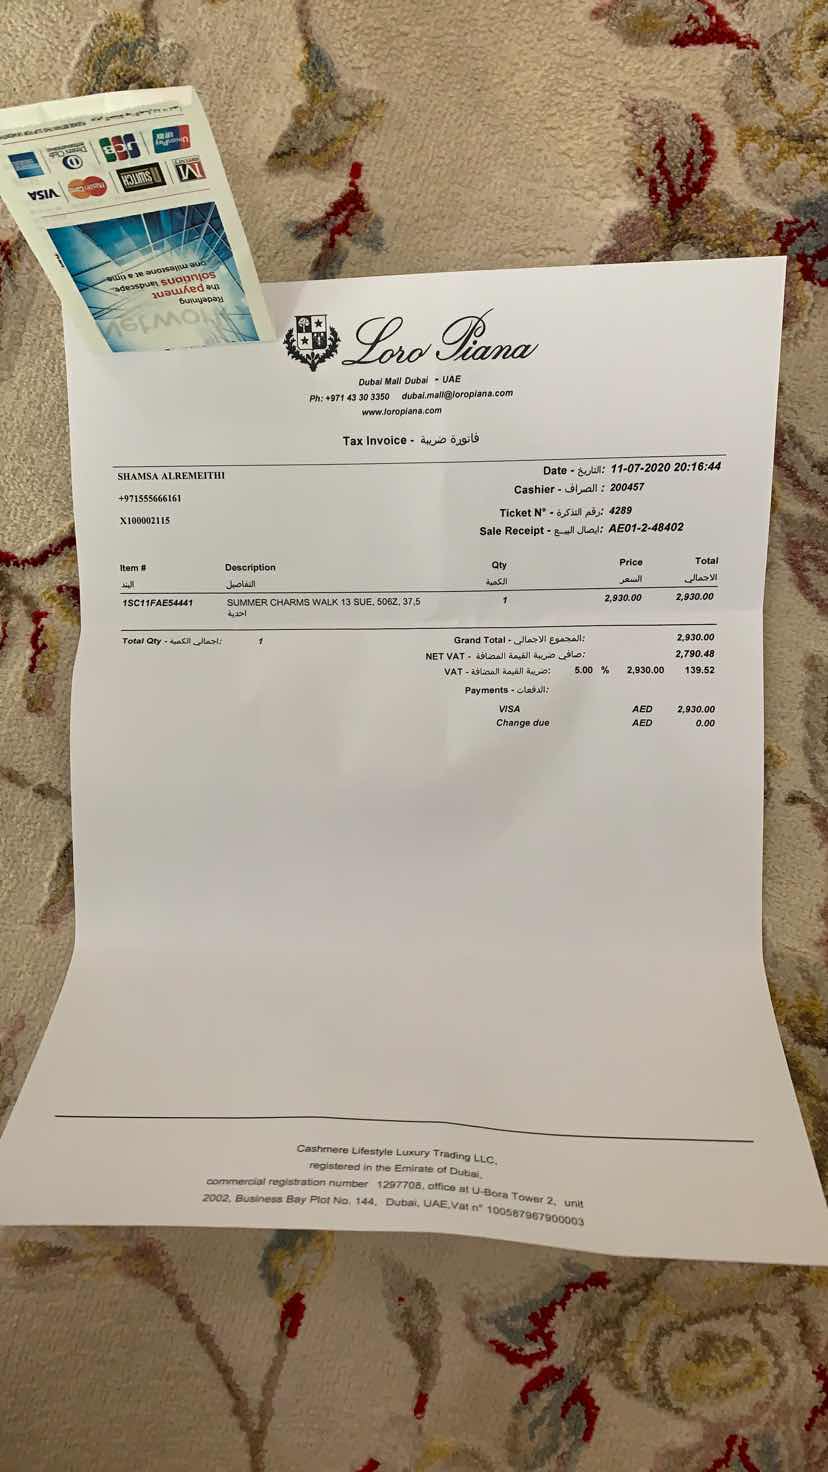 UnionPay
JCB
Diners Club
International
MERCURY
SWITCH
MasterCard
VISA
Network
Redefining
the payment
solutions landscape,
one milestone at a time
Loro Piana
Dubai Mall Dubai - UAE
Ph: +971 43 30 3350 dubai.mall@loropiana.com
www.loropiana.com
Tax Invoice - فاتورة ضريبة
SHAMSA ALREMEITHI
+971555666161
X100002115
Date - التاريخ: 11-07-2020 20:16:44
Cashier - الصراف : 200457
Ticket N° - رقم التذكرة: 4289
Sale Receipt - ايصال البيع: AE01-2-48402
Item # Description Qty Price Total
البند التفاصيل الكمية السعر الاجمالي
1SC11FAE54441 SUMMER CHARMS WALK 13 SUE, 506Z, 37,5 1 2,930.00 2,930.00
احدية
Total Qty - اجمالي الكمية: 1
Grand Total - المجموع الاجمالي: 2,930.00
NET VAT - صافي ضريبة القيمة المضافة: 2,790.48
VAT - ضريبة القيمة المضافة: 5.00 % 2,930.00 139.52
Payments - الدفعات:
VISA AED 2,930.00
Change due AED 0.00
Cashmere Lifestyle Luxury Trading LLC,
registered in the Emirate of Dubai,
commercial registration number 1297708, office at U-Bora Tower 2, unit
2002, Business Bay Plot No. 144, Dubai, UAE,Vat n° 100587967900003